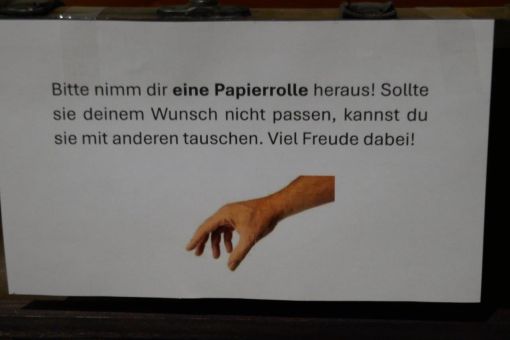 Bitte nimm dir eine Papierrolle heraus! Sollte
sie deinem Wunsch nicht passen, kannst du
sie mit anderen tauschen. Viel Freude dabei!